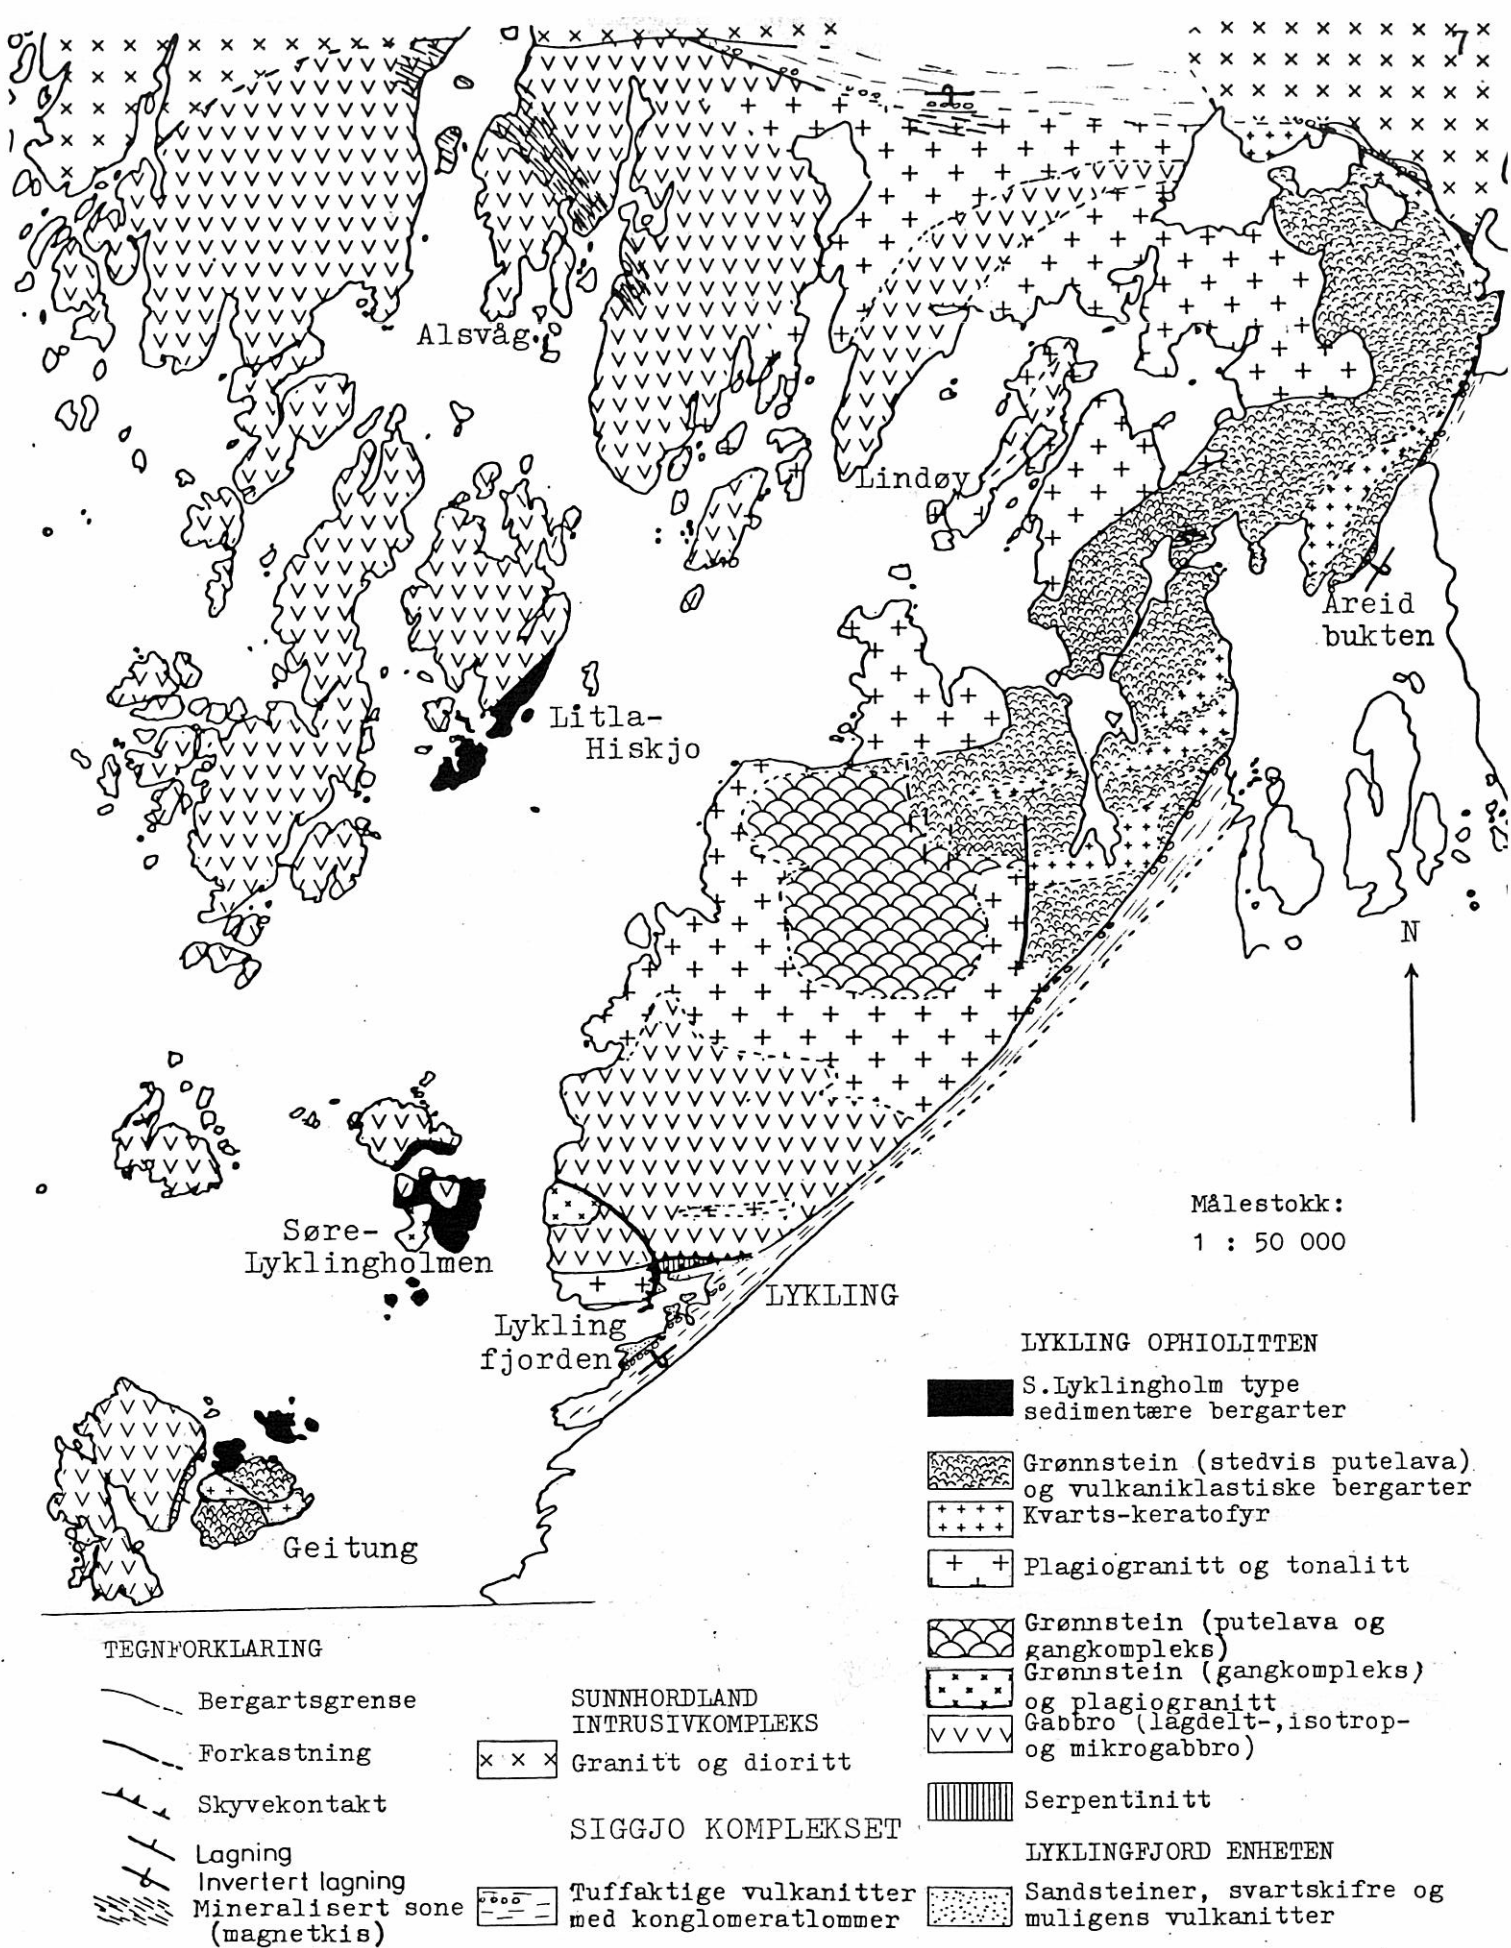 7
Alsvåg
Lindøy
Åreid
bukten
Litla-
Hiskjo
N
Målestokk:
1 : 50 000
Søre-
Lyklingholmen
LYKLING
Lykling
fjorden
Geitung
LYKLING OPHIOLITTEN
S.Lyklingholm type
sedimentære bergarter
Grønnstein (stedvis putelava)
og vulkaniklastiske bergarter
Kvarts-keratofyr
Plagiogranitt og tonalitt
Grønnstein (putelava og
gangkompleks)
Grønnstein (gangkompleks)
og plagiogranitt
Gabbro (lagdelt-,isotrop-
og mikrogabbro)
Serpentinitt
LYKLINGFJORD ENHETEN
Sandsteiner, svartskifre og
muligens vulkanitter
TEGNFORKLARING
Bergartsgrense
Forkastning
Skyvekontakt
Lagning
Invertert lagning
Mineralisert sone
(magnetkis)
SUNNHORDLAND
INTRUSIVKOMPLEKS
Granitt og dioritt
SIGGJO KOMPLEKSET
Tuffaktige vulkanitter
med konglomeratlommer